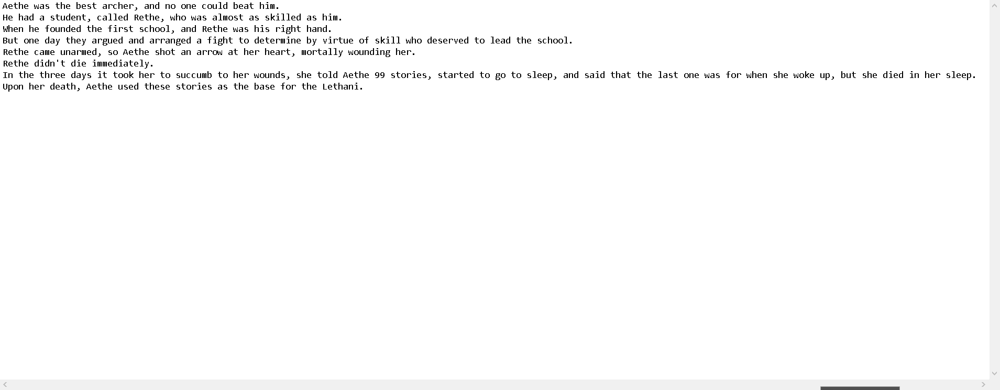 Aethe was the best archer, and no one could beat him.
He had a student, called Rethe, who was almost as skilled as him.
When he founded the first school, and Rethe was his right hand.
But one day they argued and arranged a fight to determine by virtue of skill who deserved to lead the school.
Rethe came unarmed, so Aethe shot an arrow at her heart, mortally wounding her.
Rethe didn't die immediately.
In the three days it took her to succumb to her wounds, she told Aethe 99 stories, started to go to sleep, and said that the last one was for when she woke up, but she died in her sleep.
Upon her death, Aethe used these stories as the base for the Lethani.